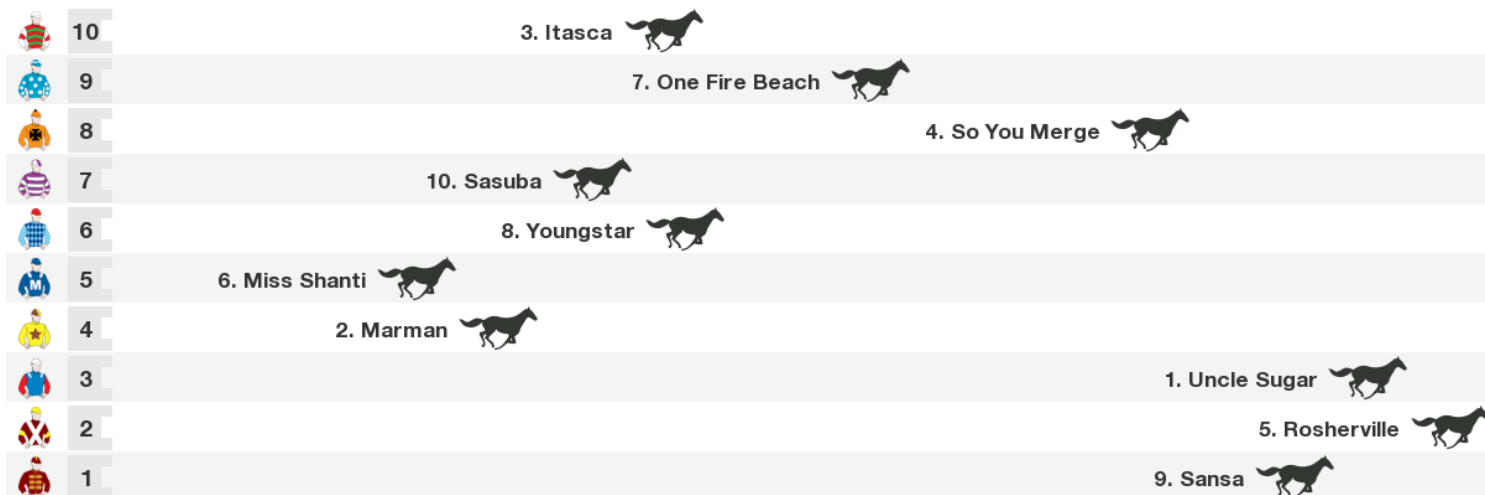 10 3. Itasca
9 7. One Fire Beach
8 4. So You Merge
7 10. Sasuba
6 8. Youngstar
5 6. Miss Shanti
M
4 2. Marman
3 1. Uncle Sugar
2 5. Rosherville
1 9. Sansa